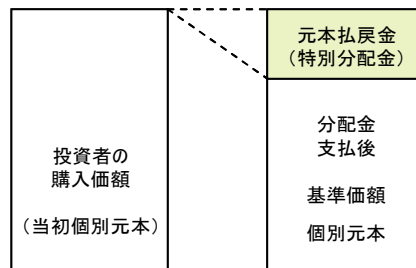 投資者の
購入価額
（当初個別元本）
元本払戻金
（特別分配金）
分配金
支払後
基準価額
個別元本